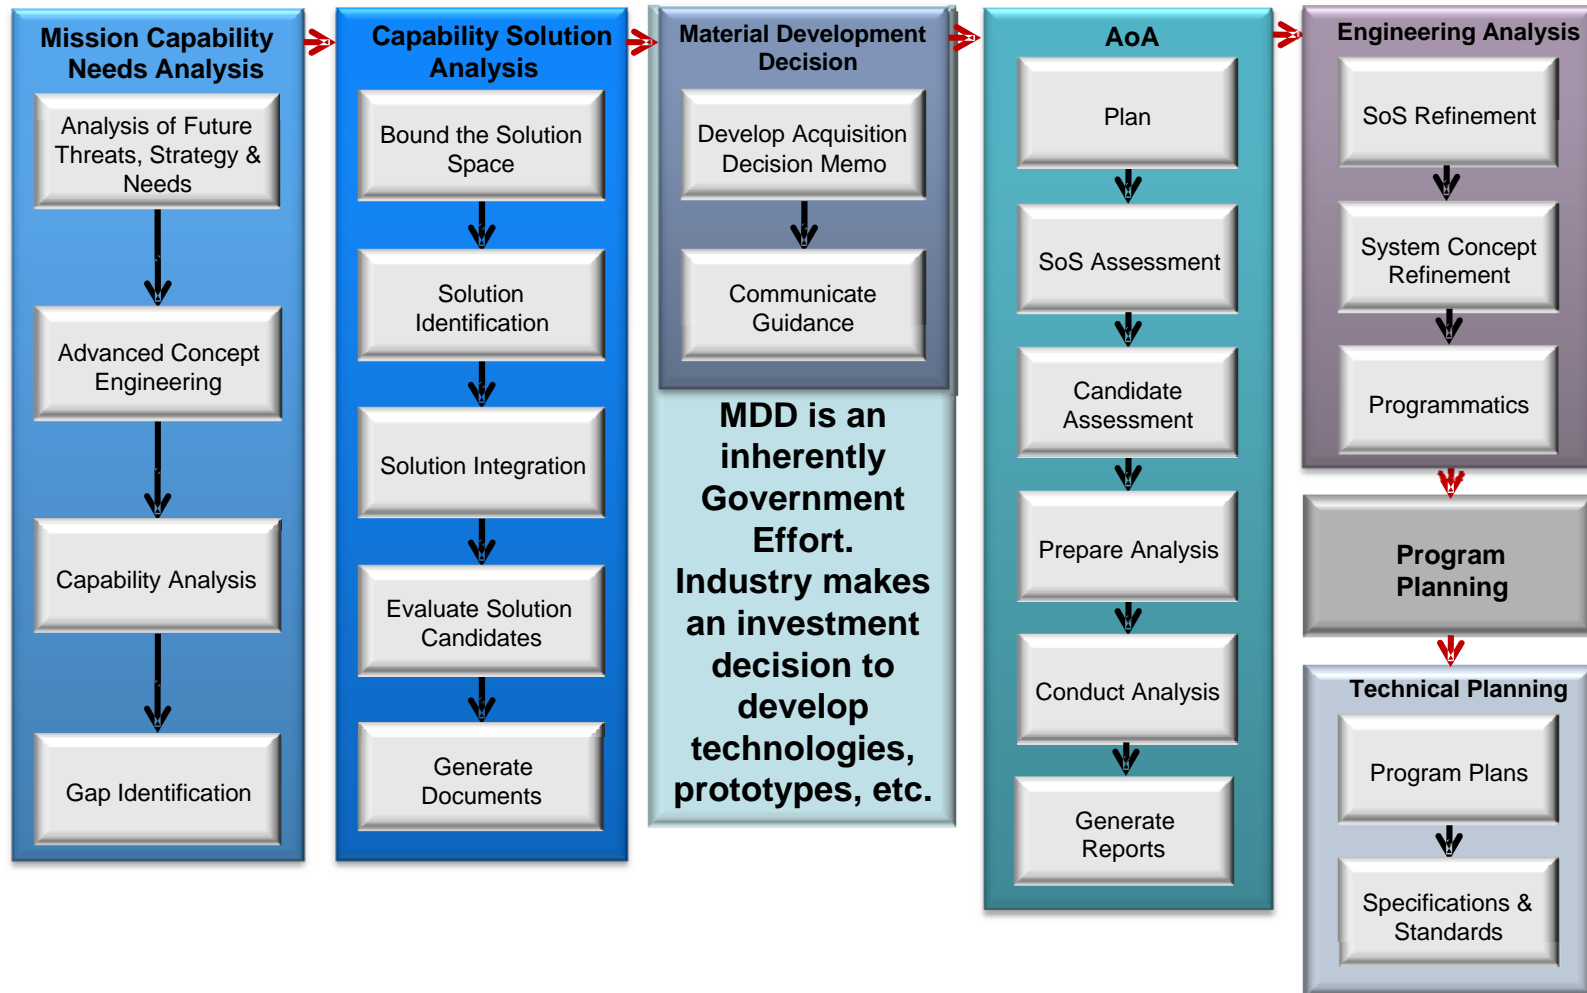 Mission Capability
Needs Analysis
Analysis of Future
Threats, Strategy &
Needs
Advanced Concept
Engineering
Capability Analysis
Gap Identification
Capability Solution
Analysis
Bound the Solution
Space
Solution
Identification
Solution Integration
Evaluate Solution
Candidates
Generate
Documents
Material Development
Decision
Develop Acquisition
Decision Memo
Communicate
Guidance
MDD is an
inherently
Government
Effort.
Industry makes
an investment
decision to
develop
technologies,
prototypes, etc.
AoA
Plan
SoS Assessment
Candidate
Assessment
Prepare Analysis
Conduct Analysis
Generate
Reports
Engineering Analysis
SoS Refinement
System Concept
Refinement
Programmatics
Program
Planning
Technical Planning
Program Plans
Specifications &
Standards